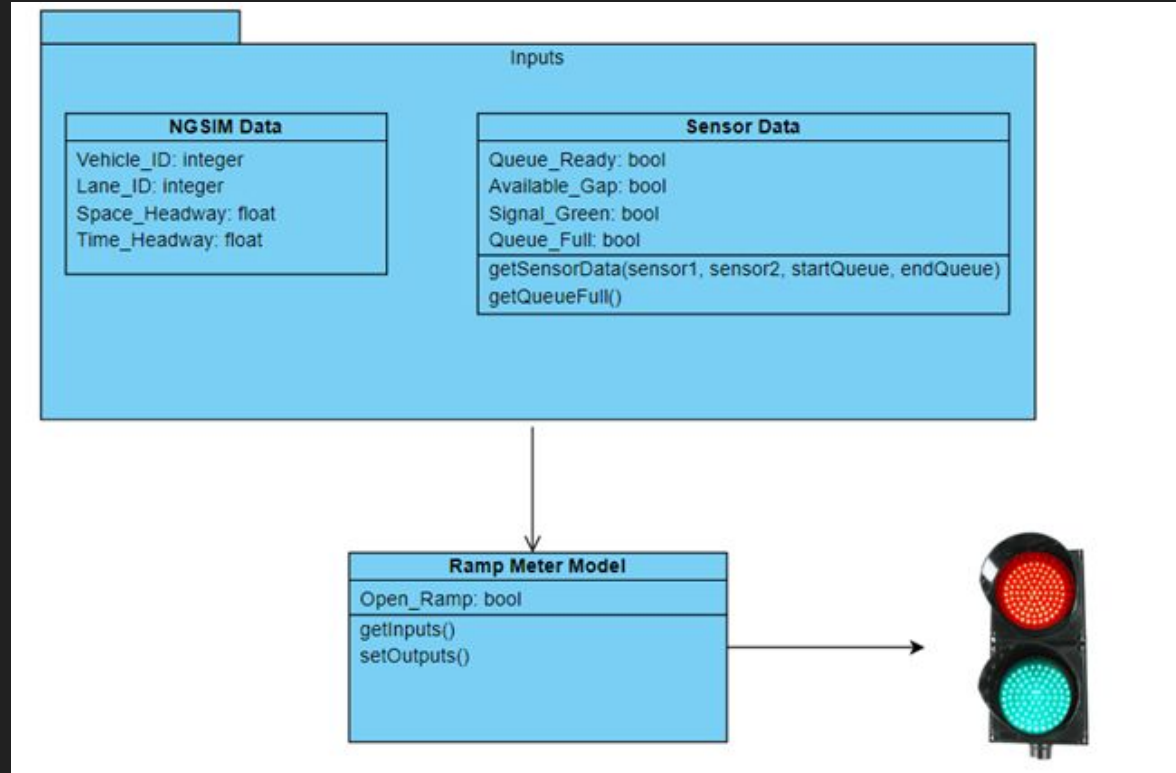 Inputs
NGSIM Data
Vehicle_ID: integer
Lane_ID: integer
Space_Headway: float
Time_Headway: float
Sensor Data
Queue_Ready: bool
Available_Gap: bool
Signal_Green: bool
Queue_Full: bool
getSensorData(sensor1, sensor2, startQueue, endQueue)
getQueueFull()
Ramp Meter Model
Open_Ramp: bool
getInputs()
setOutputs()